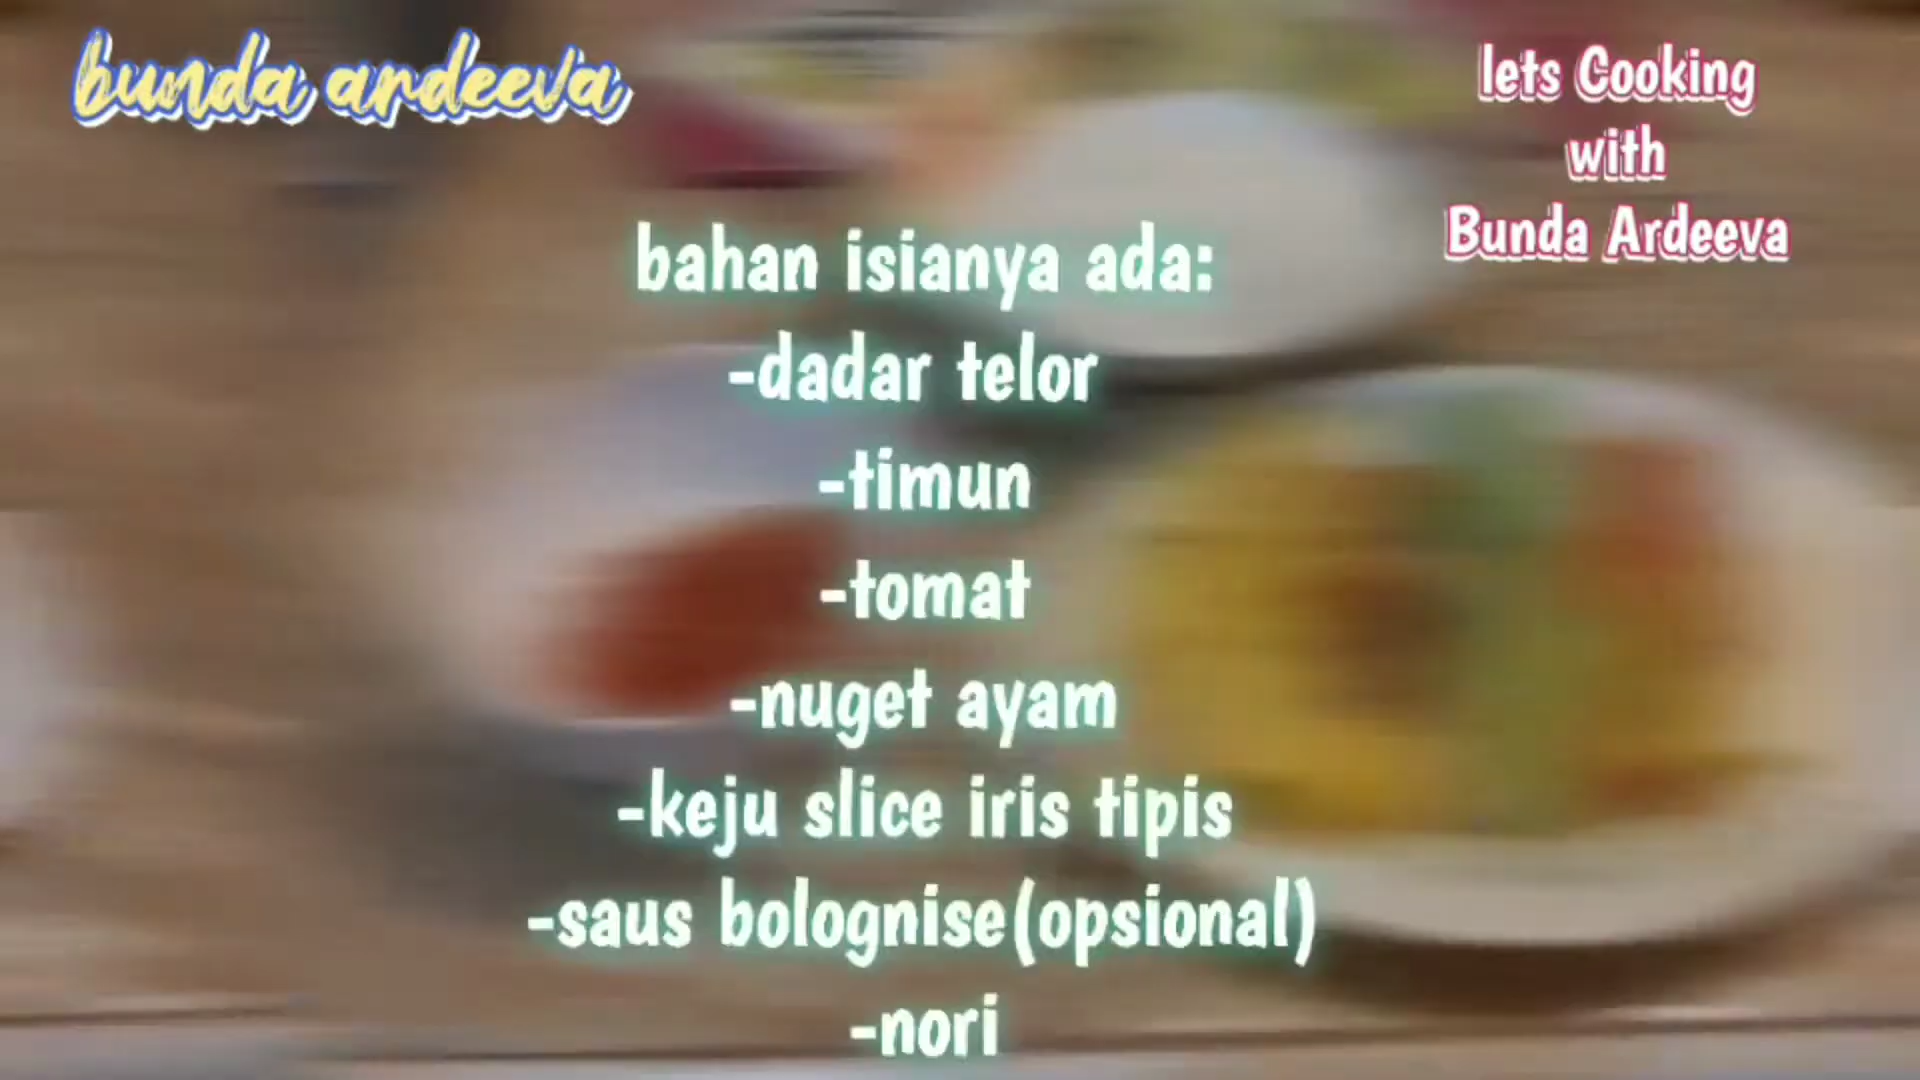 bunda ardeeva
lets Cooking
with
Bunda Ardeeva
bahan isianya ada:
-dadar telor
-timun
-tomat
-nuget ayam
-keju slice iris tipis
-saus bolognise(opsional)
-nori